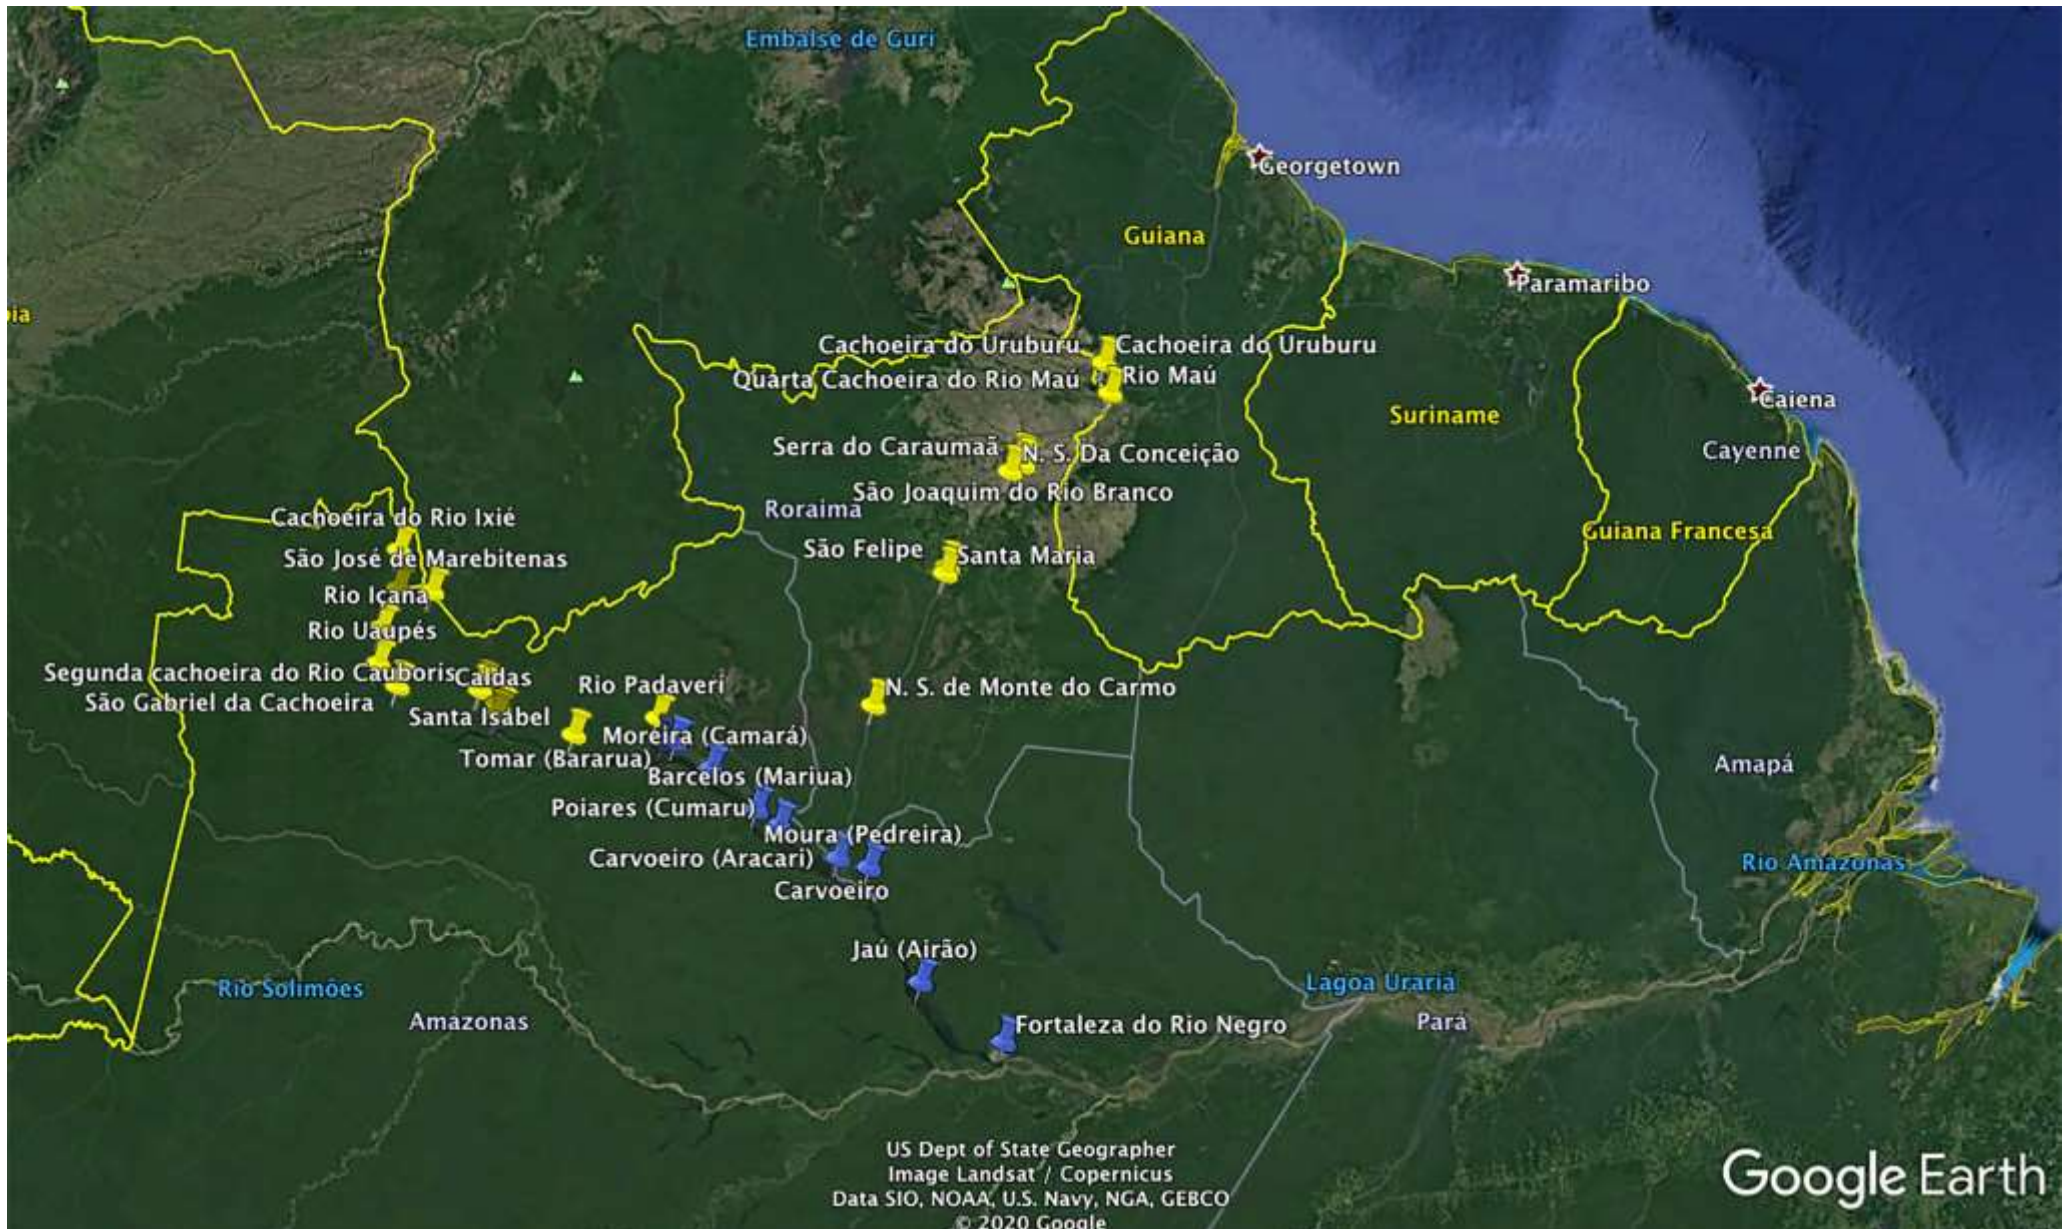 Embalse de Guri
Georgetown
Guiana
Paramaribo
ia
Cachoeira do Uruburu
Cachoeira do Uruburu
Quarta Cachoeira do Rio Maú
Rio Maú
Caiena
Suriname
Serra do Caraumaã
N. S. Da Conceição
Cayenne
São Joaquim do Rio Branco
Roraima
Cachoeira do Rio Ixié
Guiana Francesa
São Felipe
Santa Maria
São José de Marebitenas
Rio Içana
Rio Uaupés
Segunda cachoeira do Rio Cauboris
Caldas
São Gabriel da Cachoeira
Rio Padaveri
N. S. de Monte do Carmo
Santa Isabel
Moreira (Camará)
Tomar (Bararua)
Barcelos (Mariua)
Amapá
Poiares (Cumaru)
Moura (Pedreira)
Carvoeiro (Aracari)
Rio Amazonas
Carvoeiro
Jaú (Airão)
Rio Solimões
Lagoa Urariá
Amazonas
Fortaleza do Rio Negro
Pará
US Dept of State Geographer
Image Landsat / Copernicus
Data SIO, NOAA, U.S. Navy, NGA, GEBCO
© 2020 Google
Google Earth